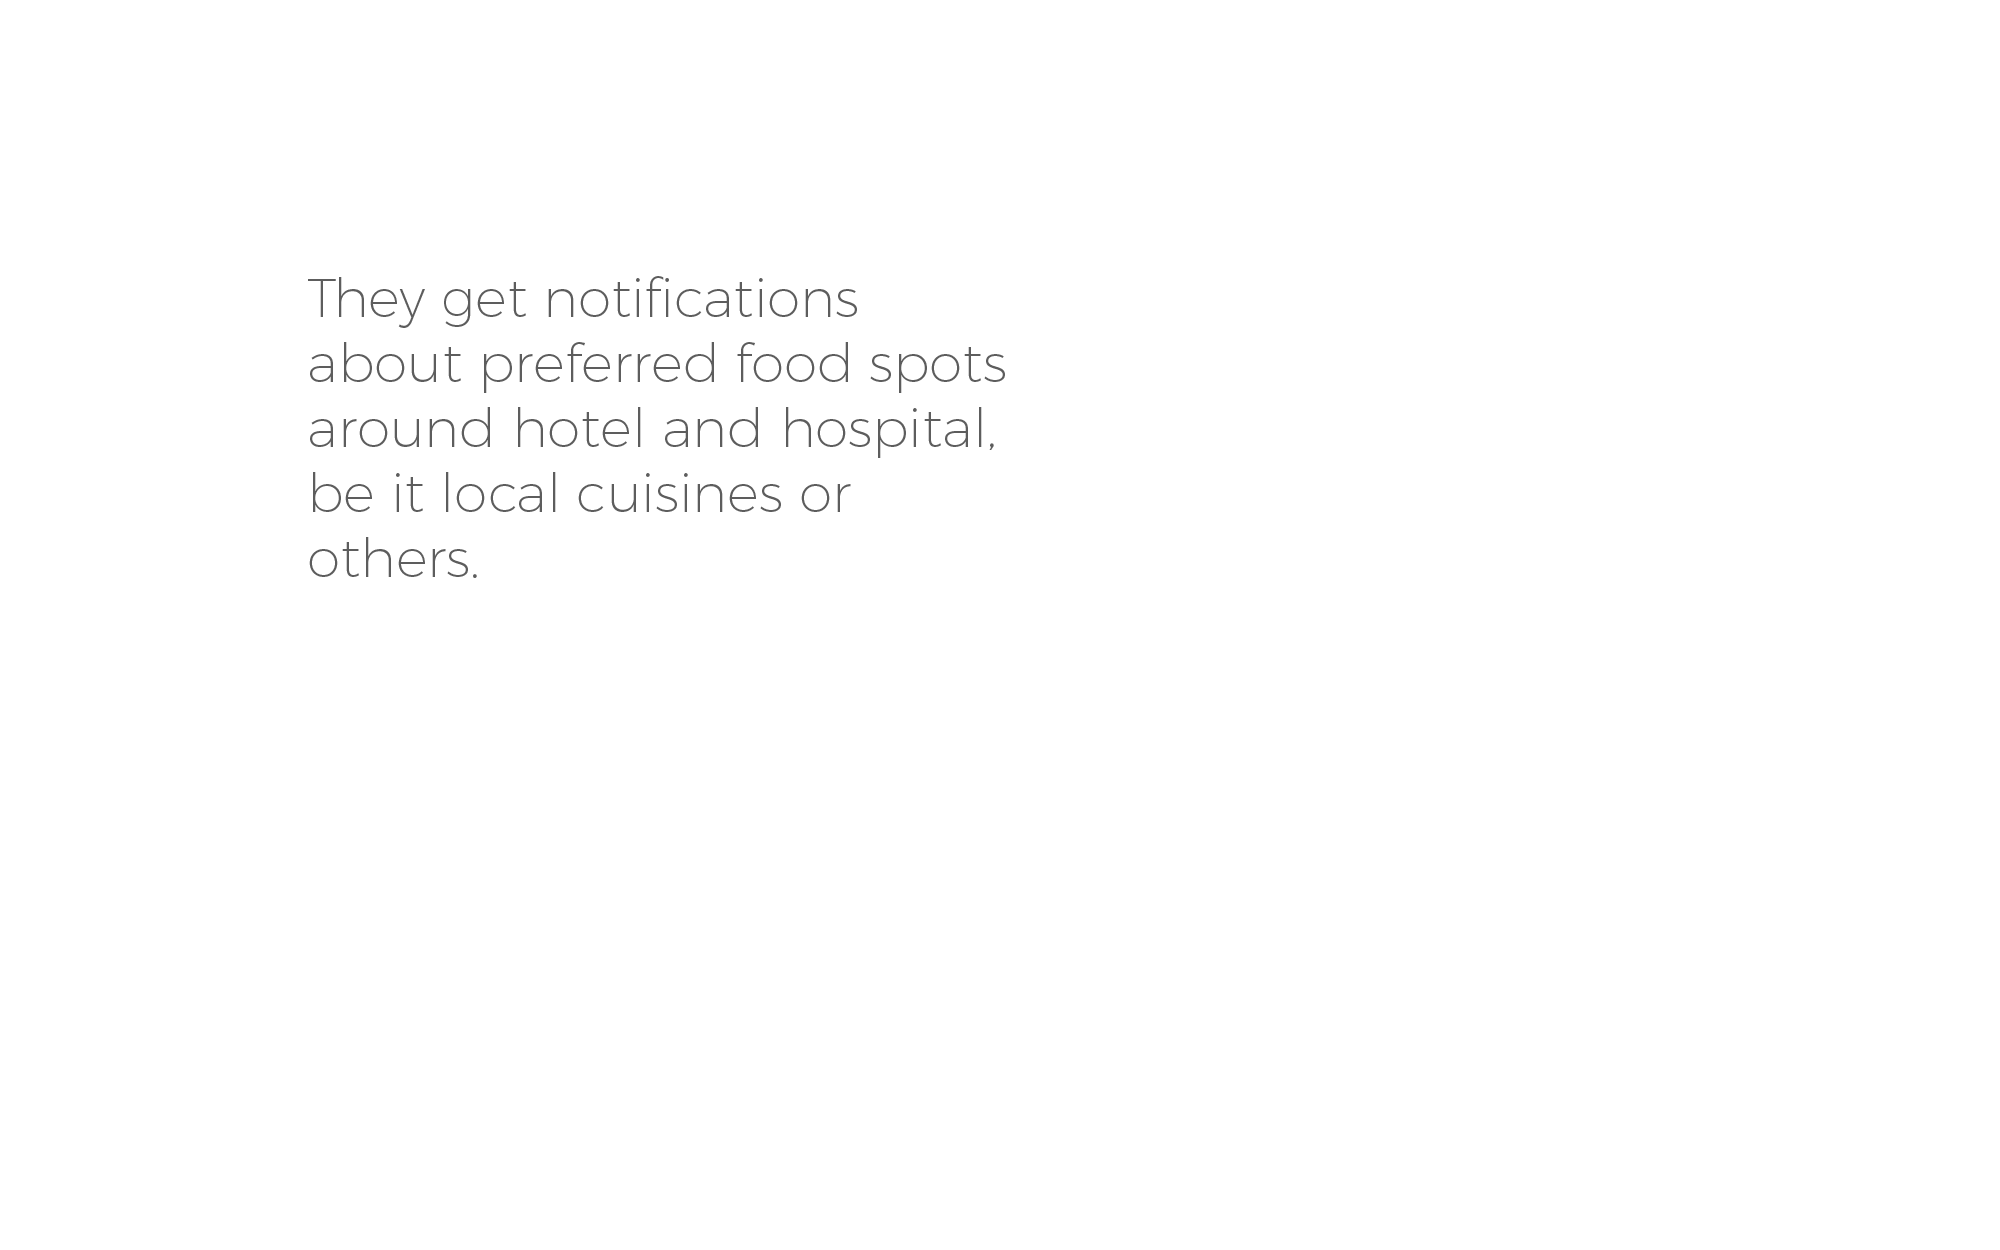 They get notifications
about preferred food spots
around hotel and hospital,
be it local cuisines or
others.